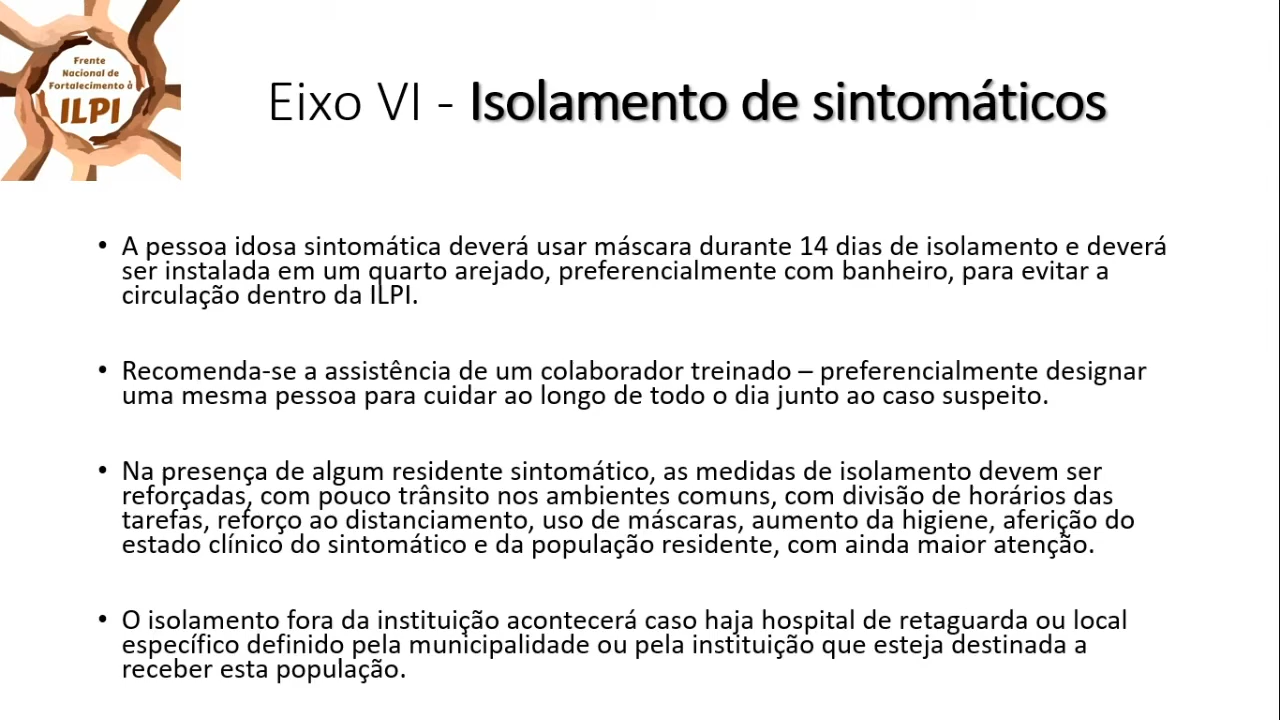 Frente
Nacional de
Fortalecimento à
ILPI
Eixo VI - Isolamento de sintomáticos
• A pessoa idosa sintomática deverá usar máscara durante 14 dias de isolamento e deverá
ser instalada em um quarto arejado, preferencialmente com banheiro, para evitar a
circulação dentro da ILPI.
• Recomenda-se a assistência de um colaborador treinado – preferencialmente designar
uma mesma pessoa para cuidar ao longo de todo o dia junto ao caso suspeito.
• Na presença de algum residente sintomático, as medidas de isolamento devem ser
reforçadas, com pouco trânsito nos ambientes comuns, com divisão de horários das
tarefas, reforço ao distanciamento, uso de máscaras, aumento da higiene, aferição do
estado clínico do sintomático e da população residente, com ainda maior atenção.
• O isolamento fora da instituição acontecerá caso haja hospital de retaguarda ou local
específico definido pela municipalidade ou pela instituição que esteja destinada a
receber esta população.